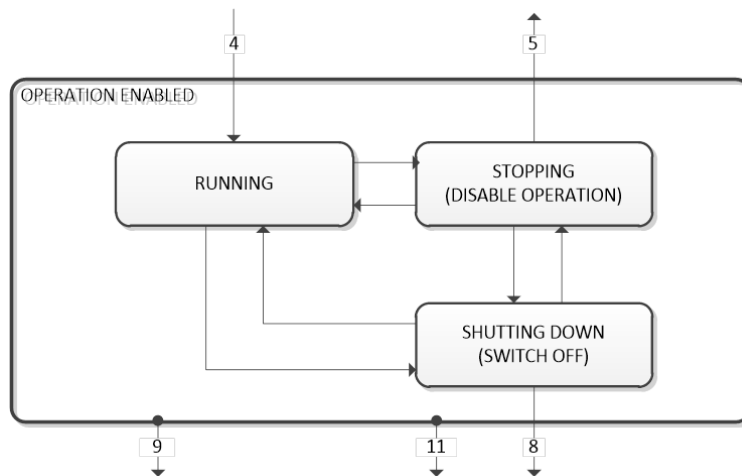 4
5
OPERATION ENABLED
RUNNING
STOPPING
(DISABLE OPERATION)
SHUTTING DOWN
(SWITCH OFF)
9
11
8